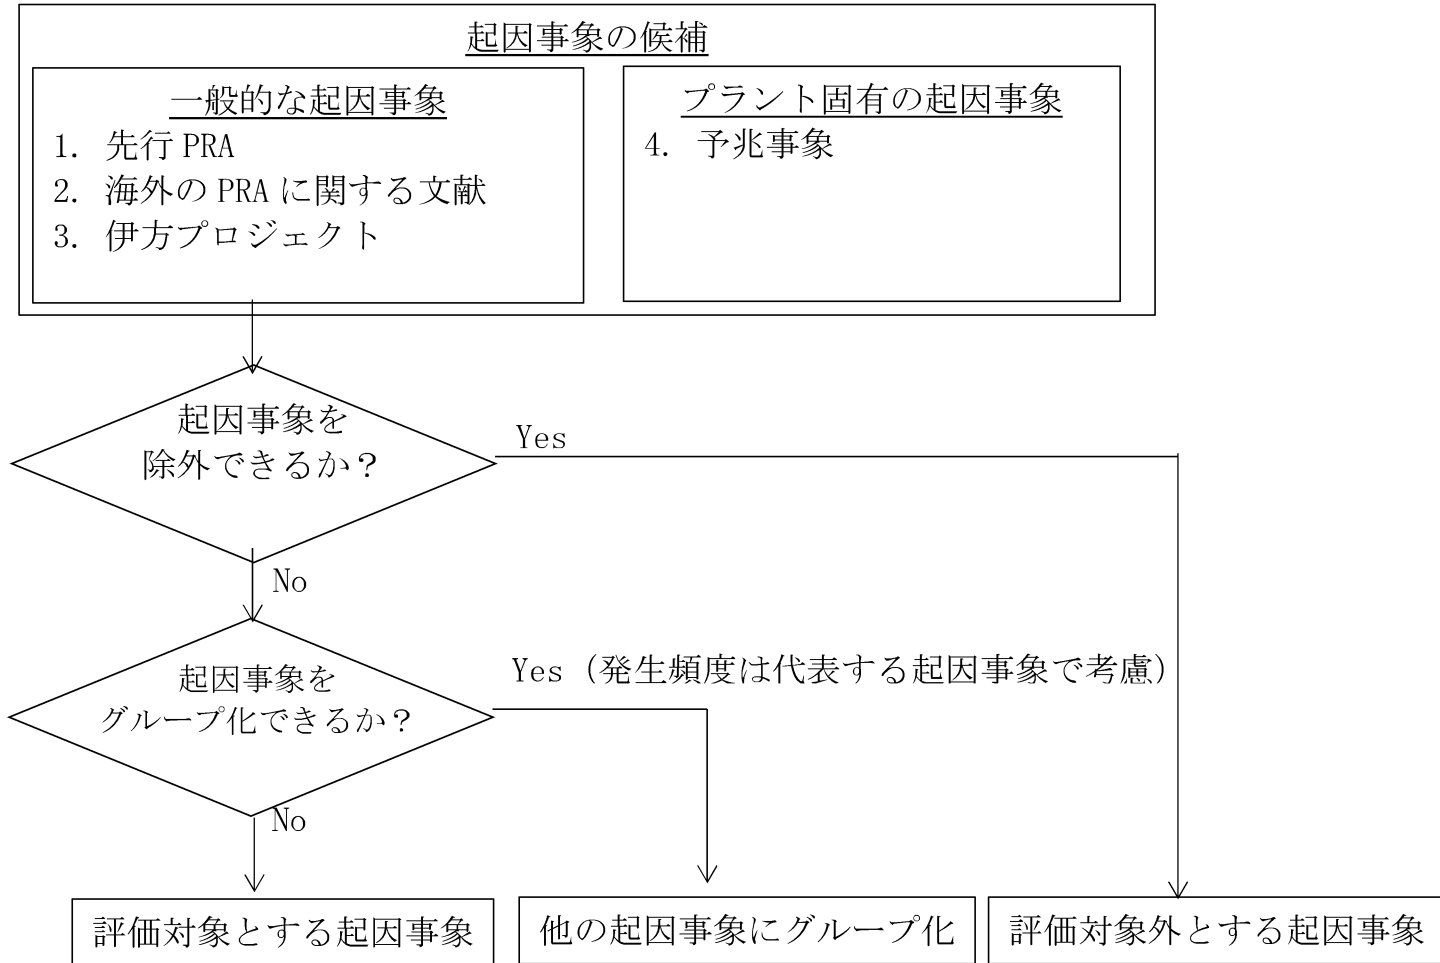 起因事象の候補
一般的な起因事象
1. 先行 PRA
2. 海外の PRA に関する文献
3. 伊方プロジェクト
プラント固有の起因事象
4. 予兆事象
起因事象を
除外できるか？
Yes
No
起因事象を
グループ化できるか？
Yes（発生頻度は代表する起因事象で考慮）
No
評価対象とする起因事象
他の起因事象にグループ化
評価対象外とする起因事象